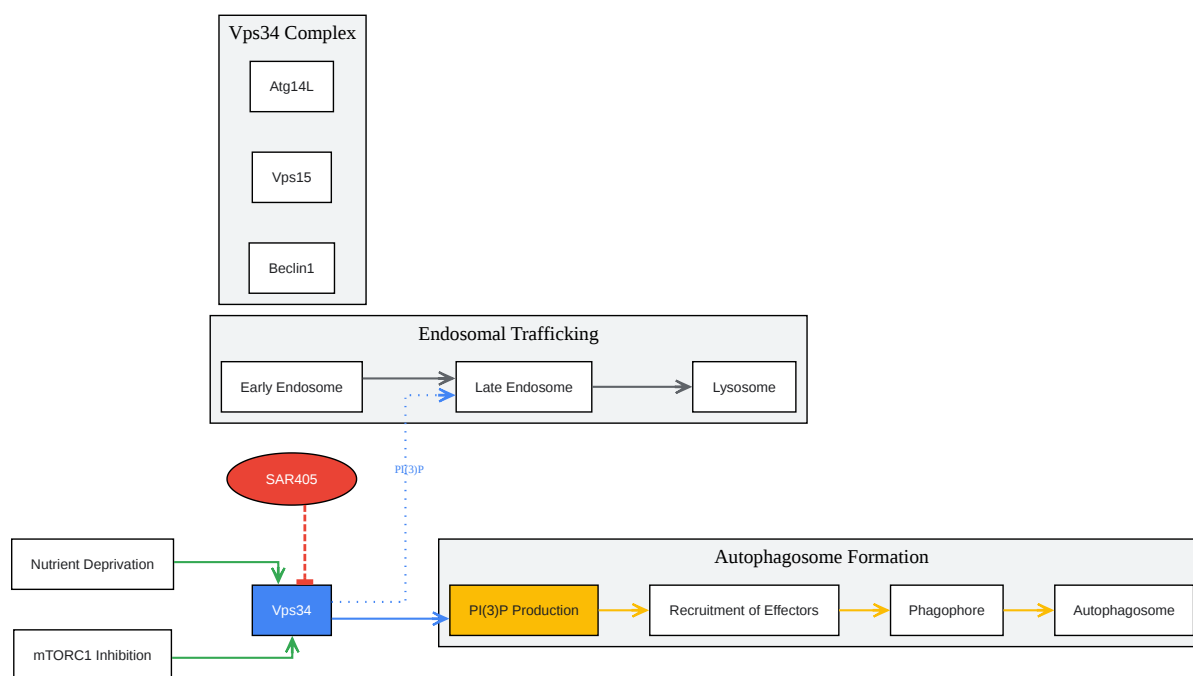 Vps34 Complex
Atg14L
Vps15
Beclin1
Endosomal Trafficking
Early Endosome
Late Endosome
Lysosome
PI(3)P
SAR405
Nutrient Deprivation
Vps34
mTORC1 Inhibition
Autophagosome Formation
PI(3)P Production
Recruitment of Effectors
Phagophore
Autophagosome